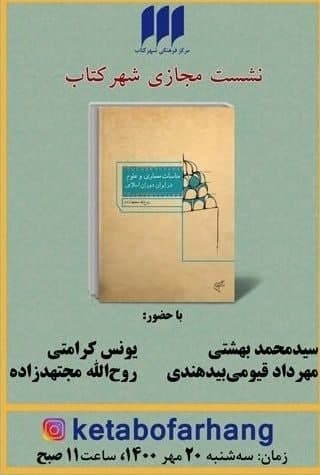 مرکز فرهنگی شهرکتاب
نشست مجازی شهر کتاب
مناسبات معماری و علوم
در ایران دوران اسلامی
با حضور:
سیدمحمد بهشتی
یونس کرامتی
مهرداد قیومی‌بیدهندی
روح‌الله مجتهدزاده
ketabofarhang
زمان: سه‌شنبه ۲۰ مهر ۱۴۰۰، ساعت ۱۱ صبح